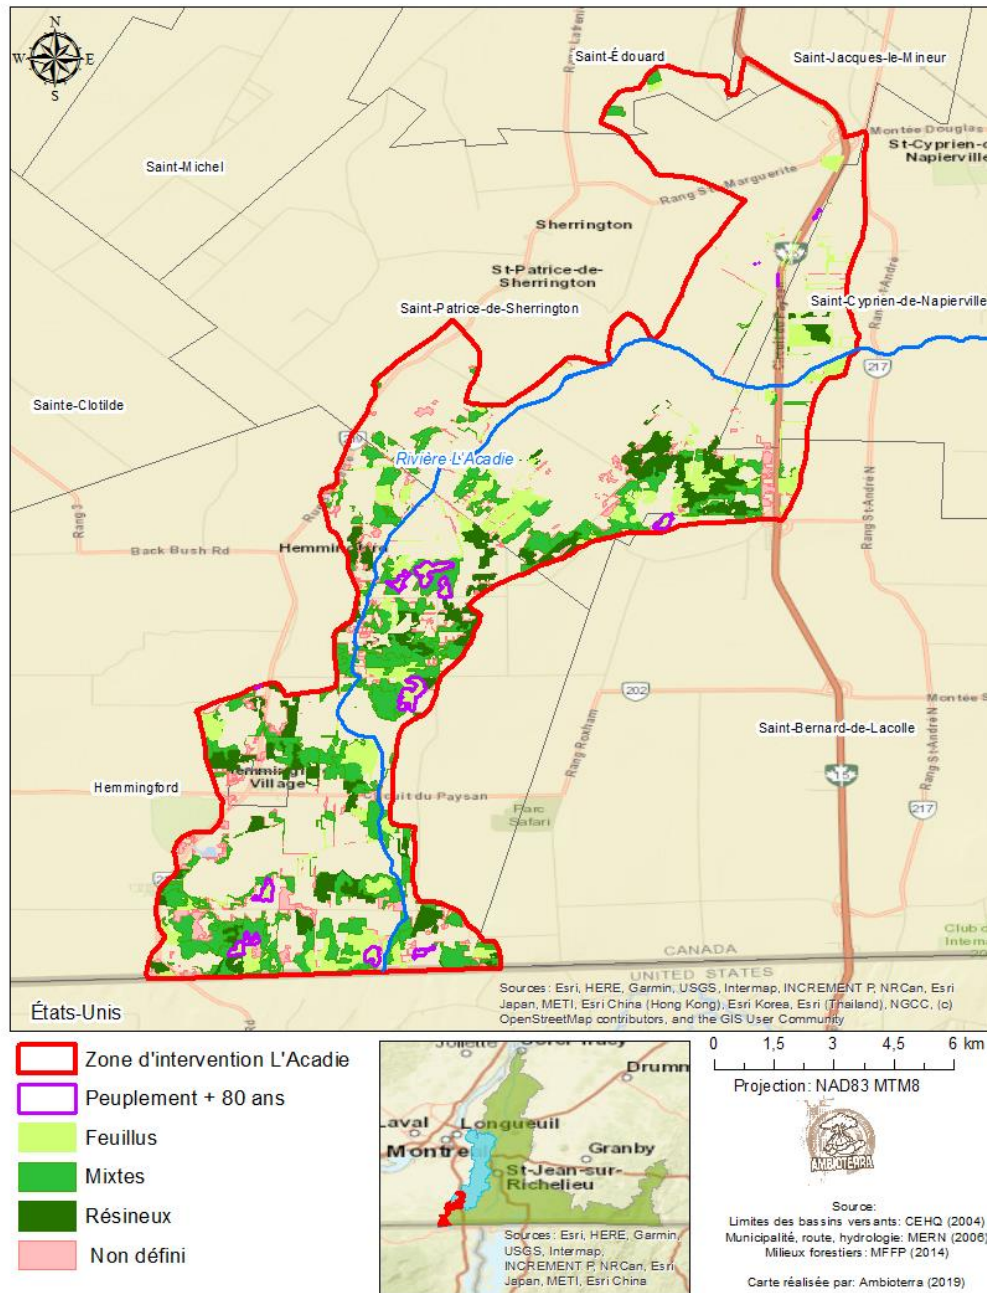 N
W E
S
Saint-Édouard
Saint-Jacques-le-Mineur
Montée Douglas
St-Cyprien-d
Napierville
Saint-Michel
Sherrington
St-Patrice-de-
Sherrington
Saint-Patrice-de-Sherrington
Saint-Cyprien-de-Napierville
Rang St-André
15
217
Sainte-Clotilde
Rivière L'Acadie
Rang 3
Back Bush Rd
Rang St-André N
202
Montée S
Rang Roxham
Saint-Bernard-de-Lacolle
Rang St-André N
15
Village
Hemmingford
Parc
Safari
217
Club d
Interna
CANADA
UNITED STATES
Sources: Esri, HERE, Garmin, USGS, Intermap, INCREMENT P, NRCan, Esri
Japan, METI, Esri China (Hong Kong), Esri Korea, Esri (Thailand), NGCC, (c)
OpenStreetMap contributors, and the GIS User Community
États-Unis
Rd
Zone d'intervention L'Acadie
Peuplement + 80 ans
Feuillus
Mixtes
Résineux
Non défini
Joliette
Drumm
Laval
Longueuil
Montréal
Granby
St-Jean-sur-
Richelieu
Sources: Esri, HERE, Garmin,
USGS, Intermap,
INCREMENT P, NRCan, Esri
Japan, METI, Esri China
0 1,5 3 4,5 6 km
Projection: NAD83 MTM8
AMBIOTERRA
Source:
Limites des bassins versants: CEHQ (2004)
Municipalité, route, hydrologie: MERN (2006)
Milieux forestiers: MFFP (2014)
Carte réalisée par: Ambioterra (2019)